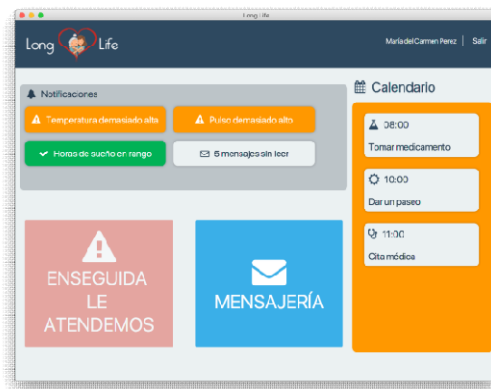 Long Life
Long Life
María del Carmen Perez | Salir
Notificaciones
Temperatura demasiado alta
Pulso demasiado alto
Horas de sueño en rango
5 mensajes sin leer
ENSEGUIDA
LE
ATENDEMOS
MENSAJERÍA
Calendario
08:00
Tomar medicamento
10:00
Dar un paseo
11:00
Cita médica